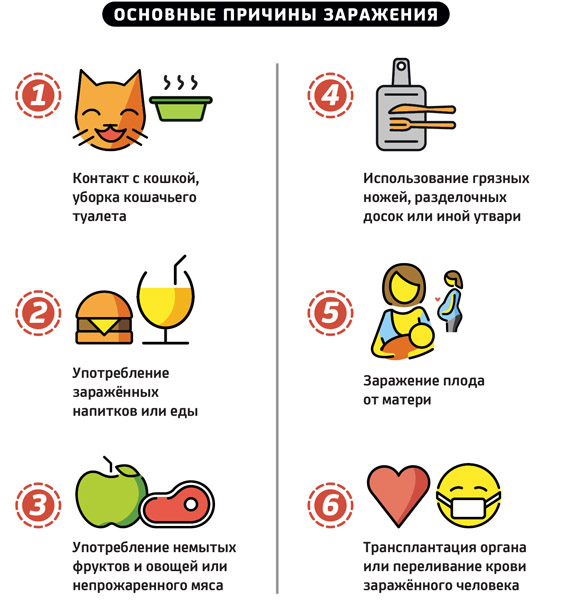 ОСНОВНЫЕ ПРИЧИНЫ ЗАРАЖЕНИЯ
1
Контакт с кошкой,
уборка кошачьего
туалета
2
Употребление
заражённых
напитков или еды
3
Употребление немытых
фруктов и овощей или
непрожаренного мяса
4
Использование грязных
ножей, разделочных
досок или иной утвари
5
Заражение плода
от матери
6
Трансплантация органа
или переливание крови
заражённого человека